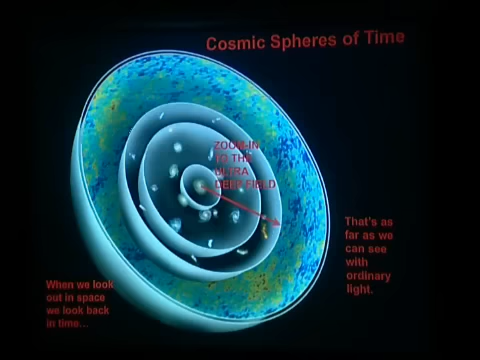 Cosmic Spheres of Time
ZOOM-IN
TO THE
ULTRA
DEEP FIELD
That's as
far as we
can see
with
ordinary
light.
When we look
out in space
we look back
in time...